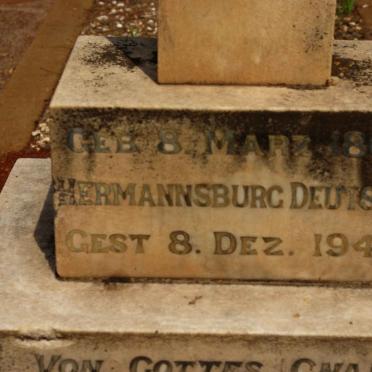 GEB 8. MARZ 18
HERMANNSBURG DEUTS
GEST 8. DEZ. 194
VON GOTTES GNA